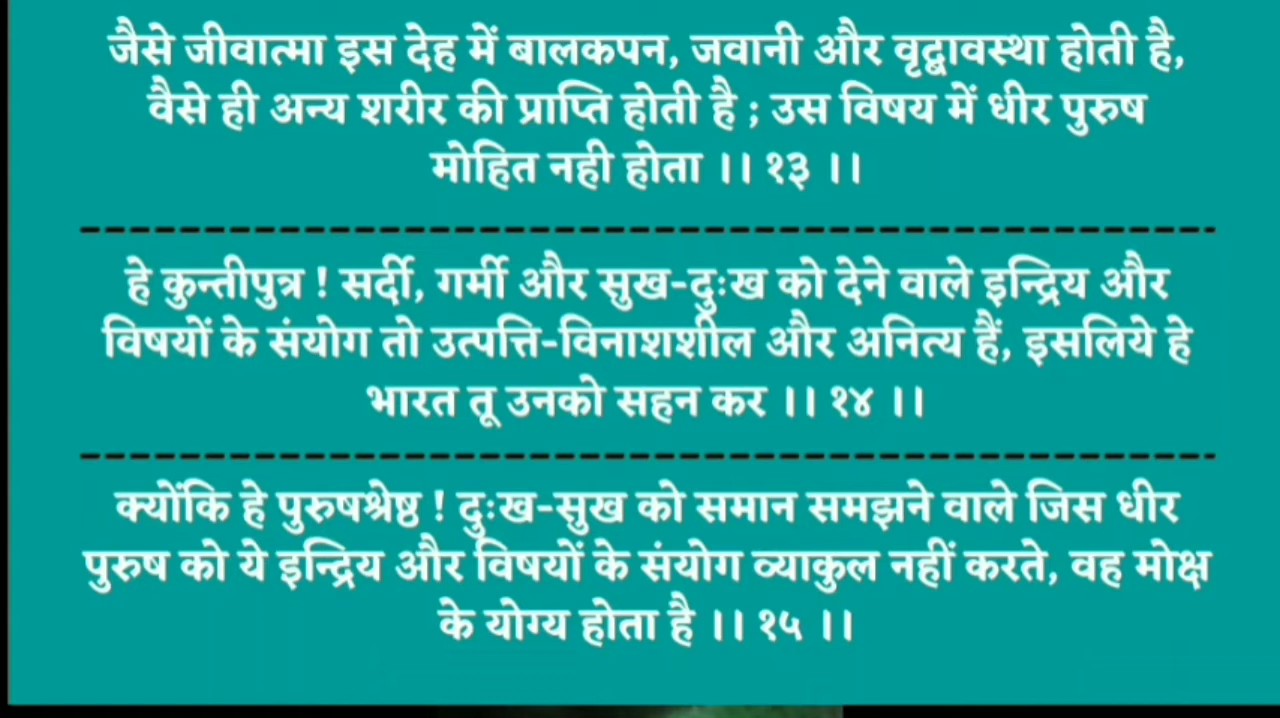 जैसे जीवात्मा इस देह में बालकपन, जवानी और वृद्बावस्था होती है,
वैसे ही अन्य शरीर की प्राप्ति होती है ; उस विषय में धीर पुरुष
मोहित नही होता ।। १३ ।।
हे कुन्तीपुत्र ! सर्दी, गर्मी और सुख-दुःख को देने वाले इन्द्रिय और
विषयों के संयोग तो उत्पत्ति-विनाशशील और अनित्य हैं, इसलिये हे
भारत तू उनको सहन कर ।। १४ ।।
क्योंकि हे पुरुषश्रेष्ठ ! दुःख-सुख को समान समझने वाले जिस धीर
पुरुष को ये इन्द्रिय और विषयों के संयोग व्याकुल नहीं करते, वह मोक्ष
के योग्य होता है ।। १५ ।।